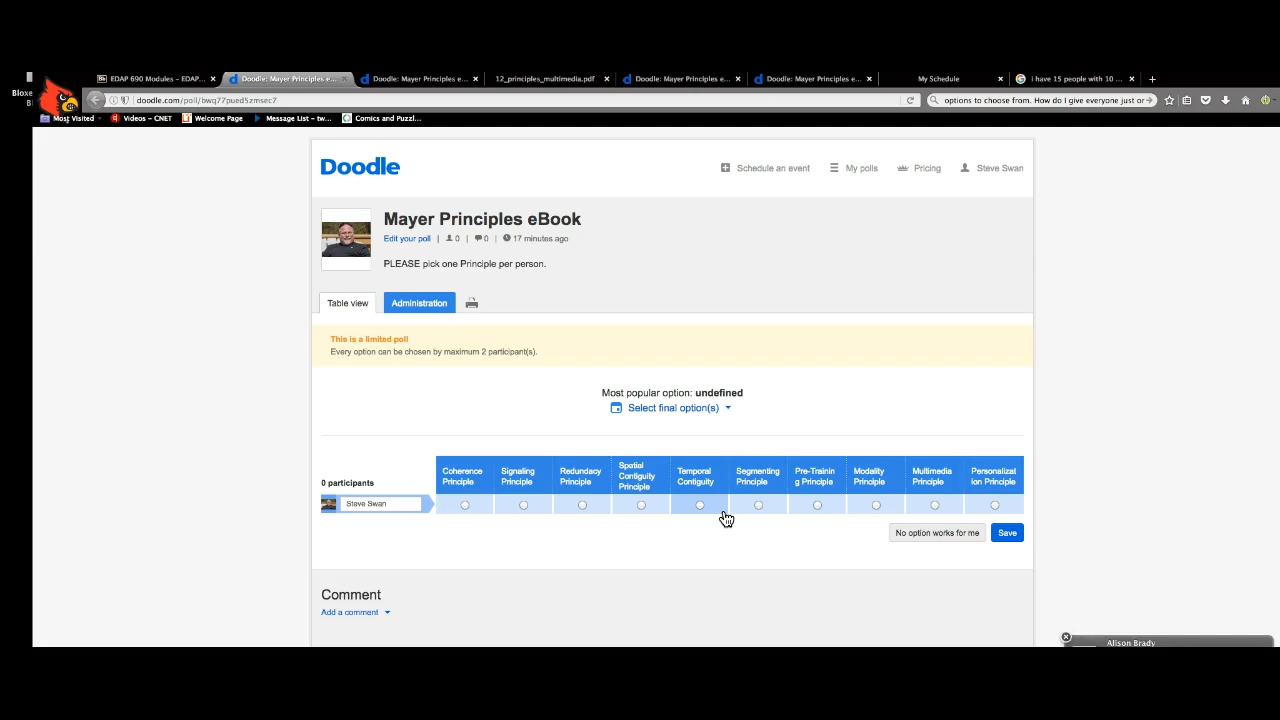 EDAP 690 Modules – EDAP... Doodle: Mayer Principles e... Doodle: Mayer Principles e... 12_principles_multimedia.pdf Doodle: Mayer Principles e... Doodle: Mayer Principles e... My Schedule i have 15 people with 10 ...
doodle.com/poll/bwq77pued5zmsec7 options to choose from. How do I give everyone just or
Most Visited Videos – CNET Welcome Page Message List – tw... Comics and Puzzl...
Doodle
Schedule an event My polls Pricing Steve Swan
Mayer Principles eBook
Edit your poll | 0 | 0 | 17 minutes ago
PLEASE pick one Principle per person.
Table view Administration
This is a limited poll
Every option can be chosen by maximum 2 participant(s).
Most popular option: undefined
Select final option(s)
0 participants
Coherence Principle
Signaling Principle
Redundacy Principle
Spatial Contiguity Principle
Temporal Contiguity
Segmenting Principle
Pre-Trainin g Principle
Modality Principle
Multimedia Principle
Personalizat ion Principle
Steve Swan
No option works for me Save
Comment
Add a comment
Alison Brady